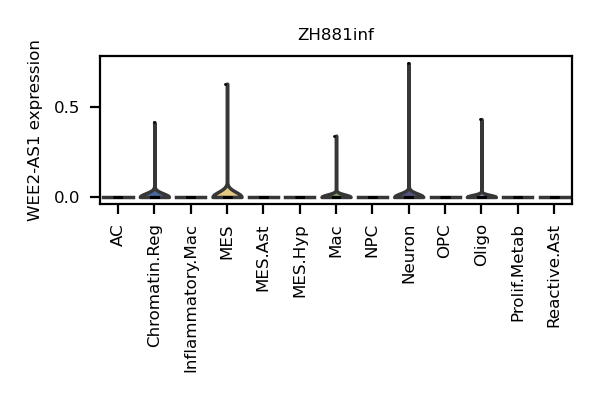 ZH881inf
WEE2-AS1 expression
0.5
0.0
AC
Chromatin.Reg
Inflammatory.Mac
MES
MES.Ast
MES.Hyp
Mac
NPC
Neuron
OPC
Oligo
Prolif.Metab
Reactive.Ast